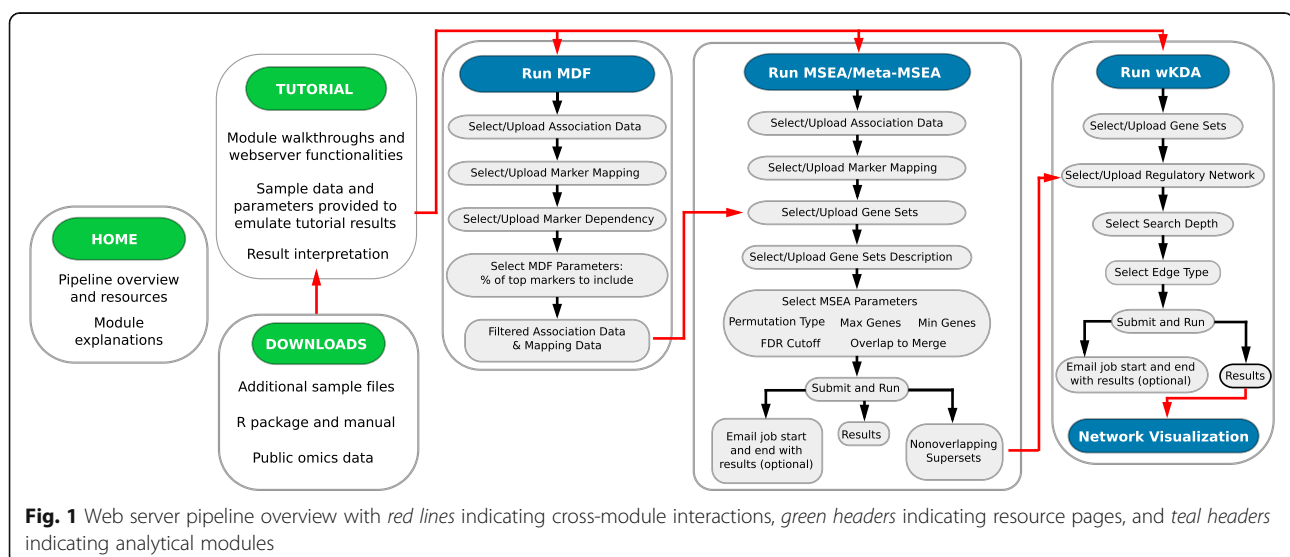 HOME
Pipeline overview
and resources
Module
explanations
TUTORIAL
Module walkthroughs and
webserver functionalities
Sample data and
parameters provided to
emulate tutorial results
Result interpretation
DOWNLOADS
Additional sample files
R package and manual
Public omics data
Run MDF
Select/Upload Association Data
Select/Upload Marker Mapping
Select/Upload Marker Dependency
Select MDF Parameters:
% of top markers to include
Filtered Association Data
& Mapping Data
Run MSEA/Meta-MSEA
Select/Upload Association Data
Select/Upload Marker Mapping
Select/Upload Gene Sets
Select/Upload Gene Sets Description
Select MSEA Parameters
Permutation Type Max Genes Min Genes
FDR Cutoff Overlap to Merge
Submit and Run
Email job start
and end with
results (optional)
Results
Nonoverlapping
Supersets
Run wKDA
Select/Upload Gene Sets
Select/Upload Regulatory Network
Select Search Depth
Select Edge Type
Submit and Run
Email job start and end
with results (optional)
Results
Network Visualization
Fig. 1 Web server pipeline overview with red lines indicating cross-module interactions, green headers indicating resource pages, and teal headers
indicating analytical modules